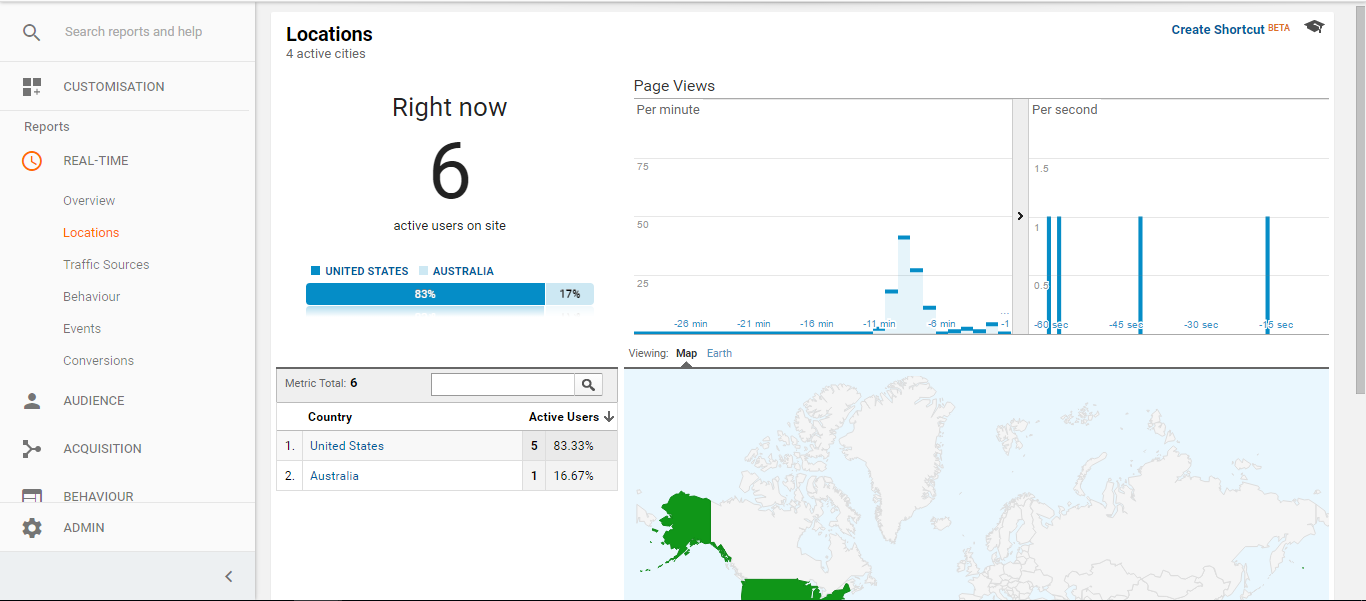 Search reports and help
CUSTOMISATION
Reports
REAL-TIME
Overview
Locations
Traffic Sources
Behaviour
Events
Conversions
AUDIENCE
ACQUISITION
BEHAVIOUR
ADMIN
Locations
4 active cities
Create Shortcut BETA
Right now
6
active users on site
UNITED STATES AUSTRALIA
83% 17%
Page Views
Per minute
75
50
25
-26 min -21 min -16 min -11 min -6 min -1
...
Per second
1.5
1
0.5
-60 sec -45 sec -30 sec -15 sec
Viewing: Map Earth
Metric Total: 6
Country Active Users
1. United States 5 83.33%
2. Australia 1 16.67%